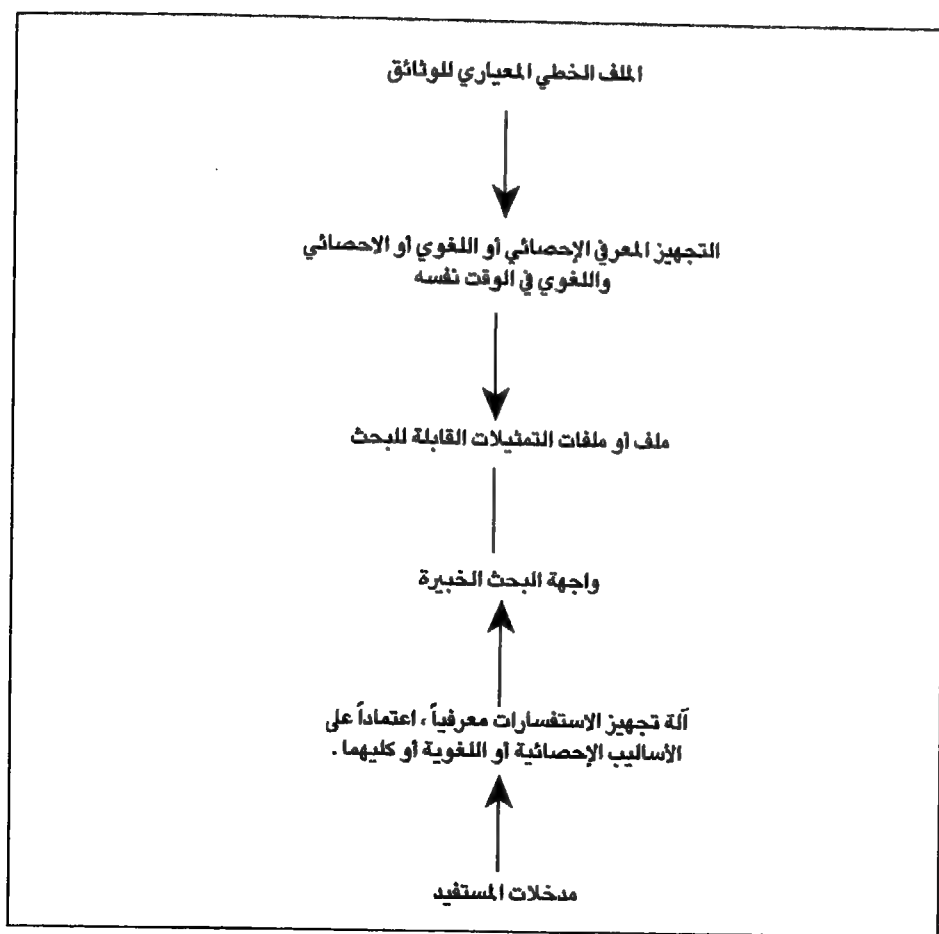 الملف الخطي المعياري للوثائق
التجهيز المعرفي الإحصائي أو اللغوي أو الاحصائي
واللغوي في الوقت نفسه
ملف أو ملفات التمثيلات القابلة للبحث
واجهة البحث الخبيرة
آلة تجهيز الاستفسارات معرفياً ، اعتماداً على
الأساليب الإحصائية أو اللغوية أو كليهما .
مدخلات المستفيد